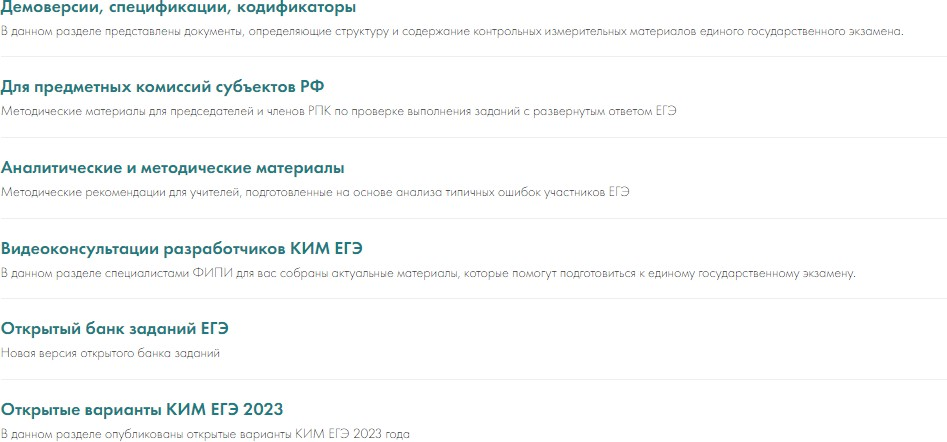 Демоверсии, спецификации, кодификаторы
В данном разделе представлены документы, определяющие структуру и содержание контрольных измерительных материалов единого государственного экзамена.
Для предметных комиссий субъектов РФ
Методические материалы для председателей и членов РПК по проверке выполнения заданий с развернутым ответом ЕГЭ
Аналитические и методические материалы
Методические рекомендации для учителей, подготовленные на основе анализа типичных ошибок участников ЕГЭ
Видеоконсультации разработчиков КИМ ЕГЭ
В данном разделе специалистами ФИПИ для вас собраны актуальные материалы, которые помогут подготовиться к единому государственному экзамену.
Открытый банк заданий ЕГЭ
Новая версия открытого банка заданий
Открытые варианты КИМ ЕГЭ 2023
В данном разделе опубликованы открытые варианты КИМ ЕГЭ 2023 года